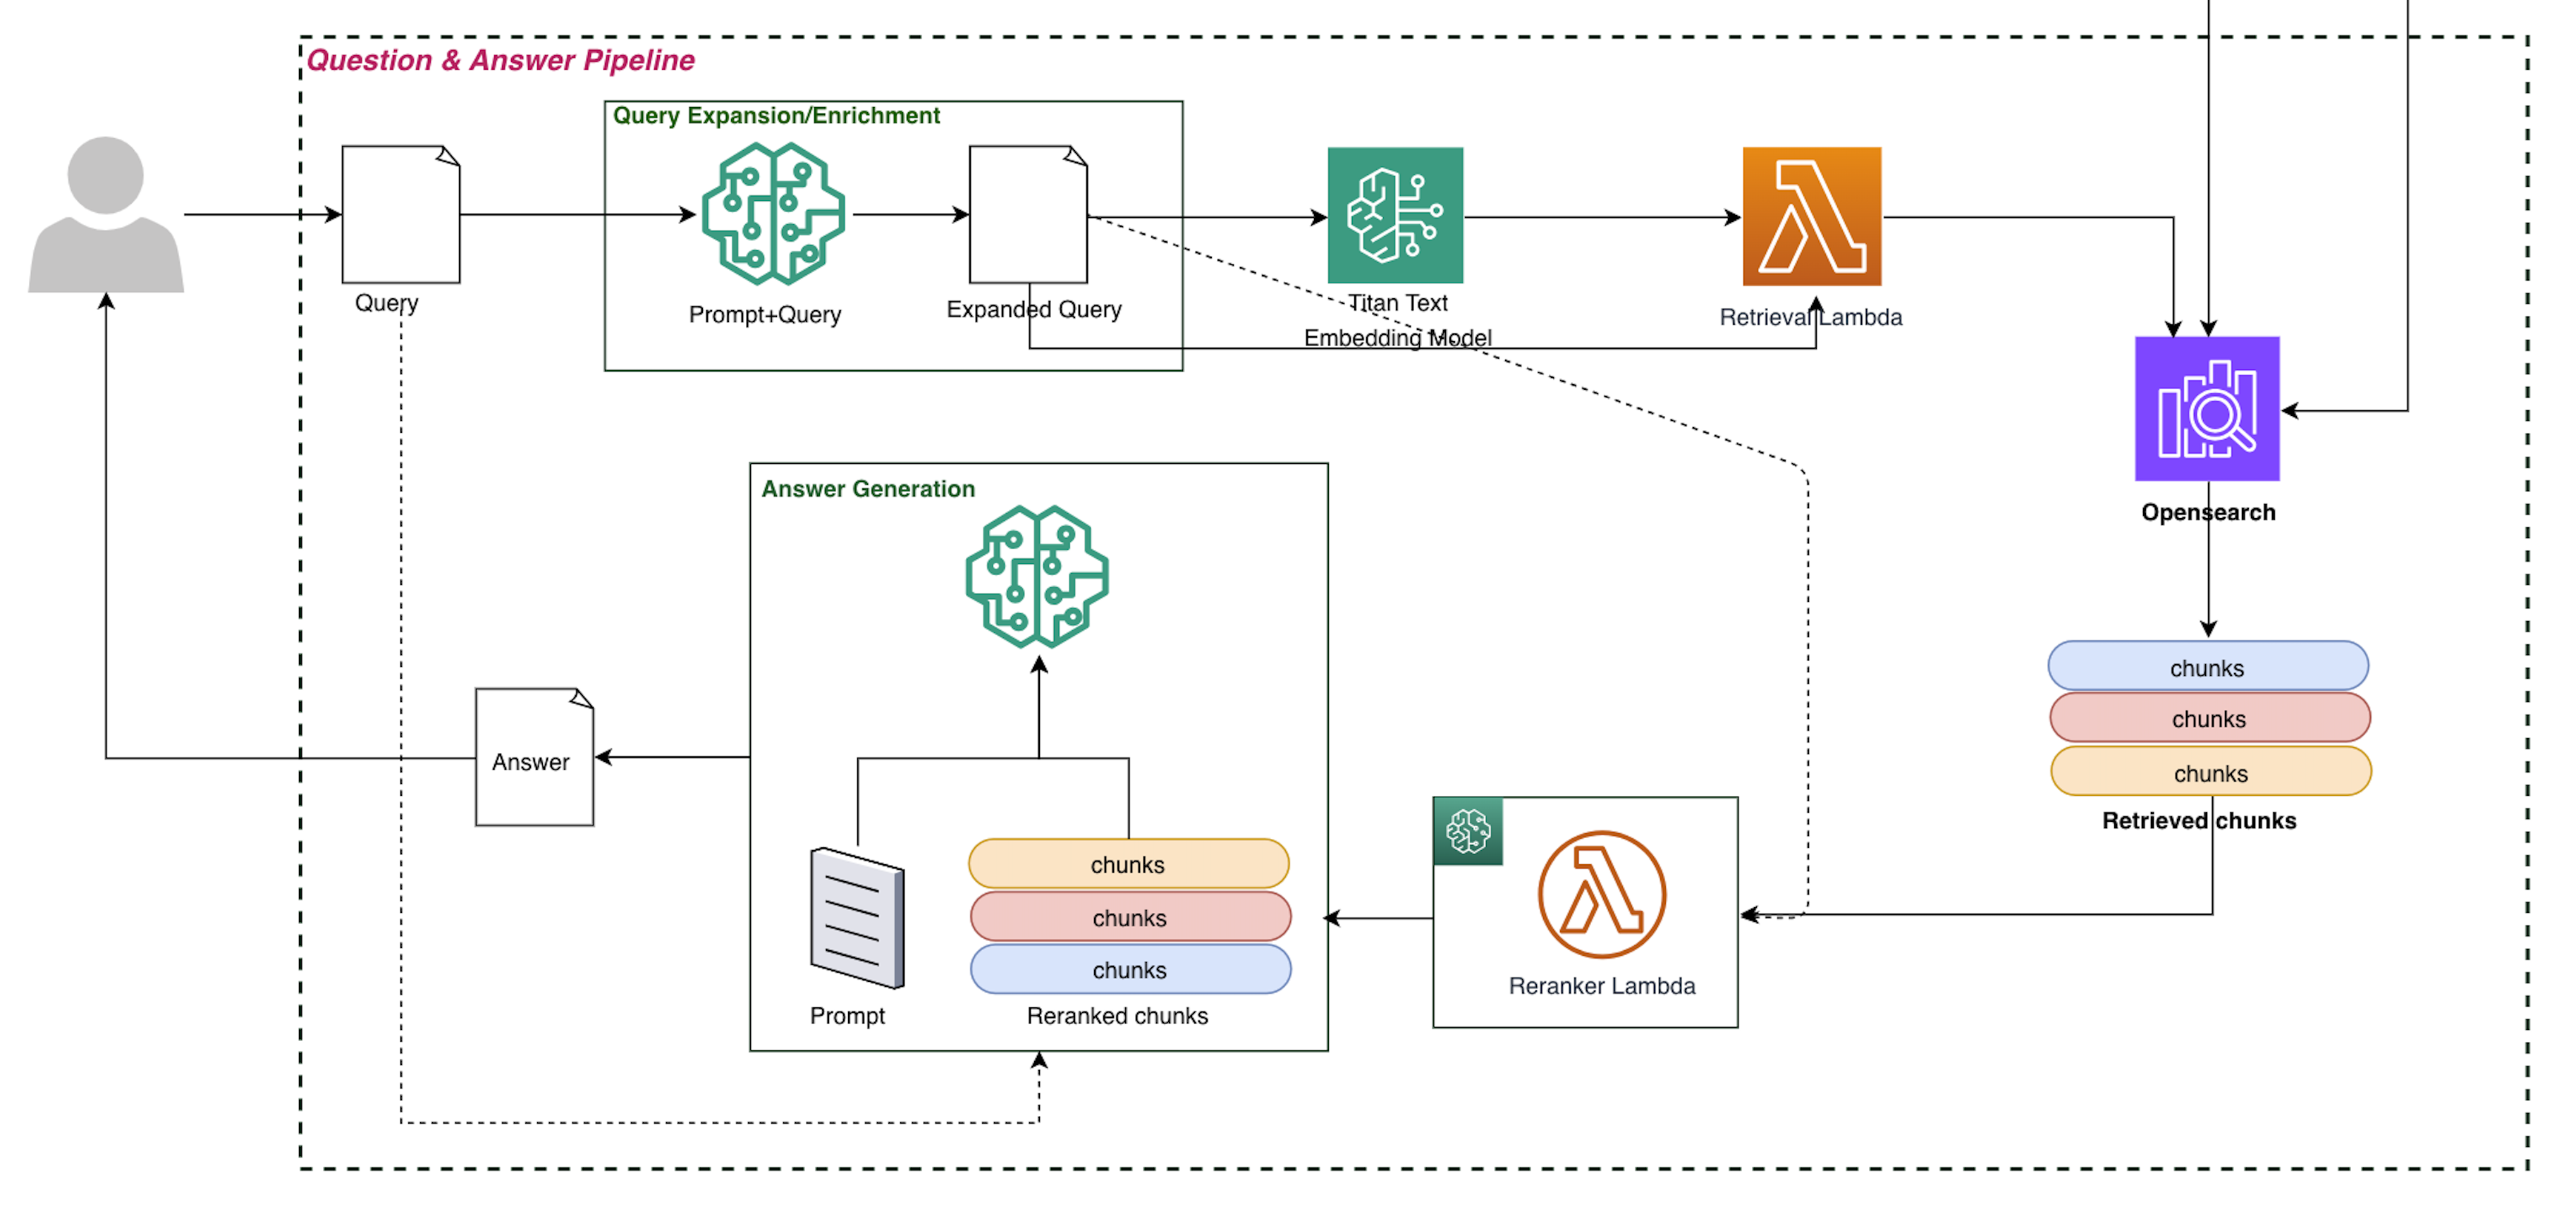 Question & Answer Pipeline
Query Expansion/Enrichment
Query
Prompt+Query
Expanded Query
Titan Text
Embedding Model
Retrieval Lambda
Opensearch
Answer Generation
chunks
chunks
chunks
Retrieved chunks
Answer
chunks
chunks
chunks
Prompt
Reranked chunks
Reranker Lambda